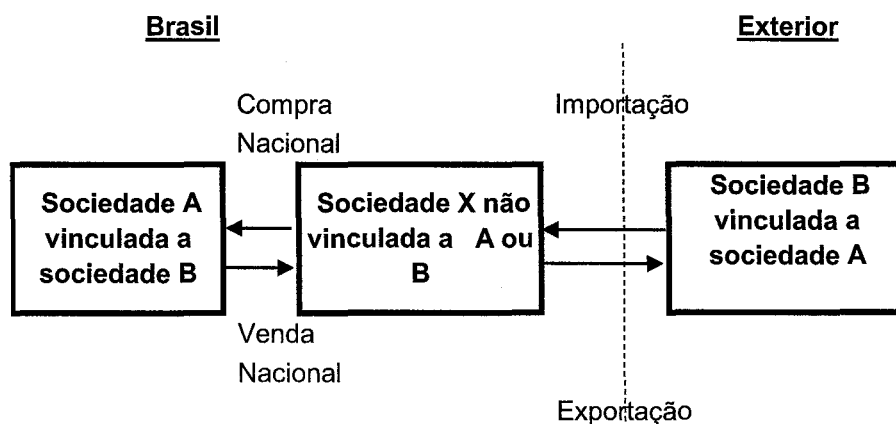 Brasil
Exterior
Compra
Nacional
Importação
Sociedade A
vinculada a
sociedade B
Sociedade X não
vinculada a A ou
B
Sociedade B
vinculada a
sociedade A
Venda
Nacional
Exportação